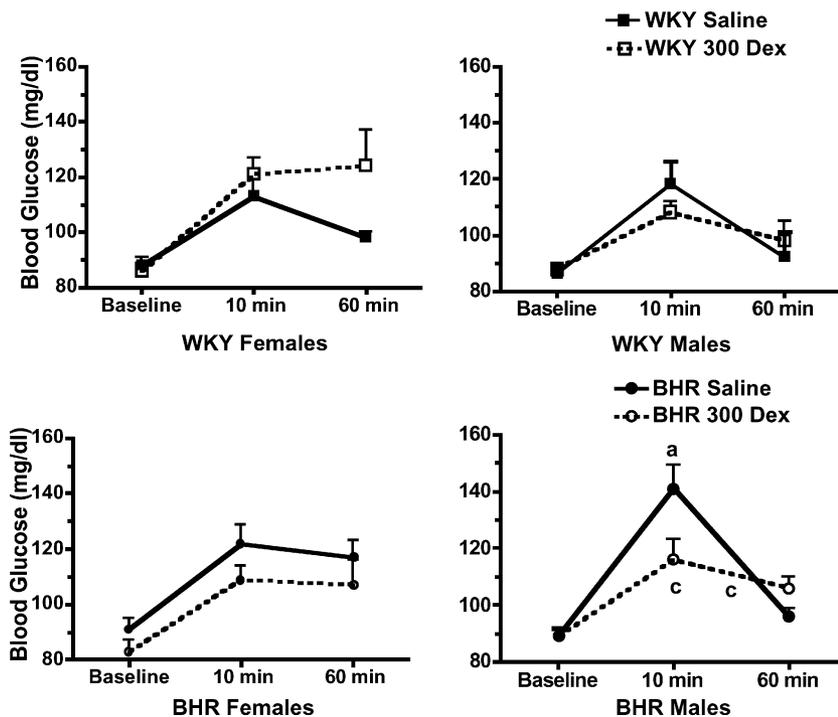 WKY Saline
WKY 300 Dex
Blood Glucose (mg/dl)
160
140
120
100
80
Baseline 10 min 60 min
WKY Females
160
140
120
100
80
Baseline 10 min 60 min
WKY Males
BHR Saline
BHR 300 Dex
Blood Glucose (mg/dl)
160
140
120
100
80
Baseline 10 min 60 min
BHR Females
160
140
120
100
80
a
c c
Baseline 10 min 60 min
BHR Males